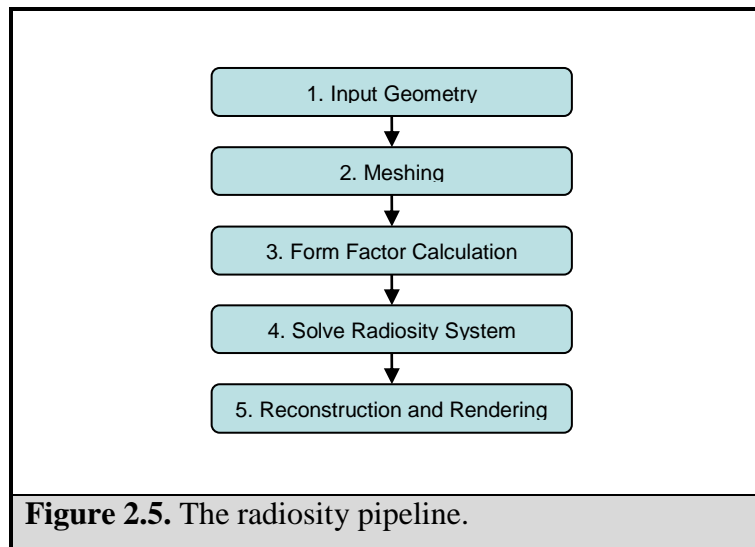 1. Input Geometry
2. Meshing
3. Form Factor Calculation
4. Solve Radiosity System
5. Reconstruction and Rendering
Figure 2.5. The radiosity pipeline.